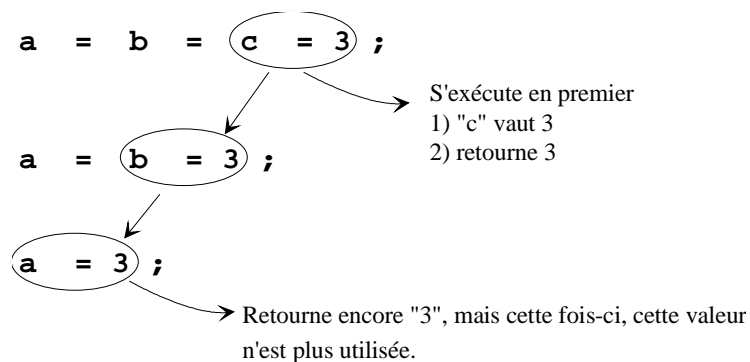 a = b = c = 3 ;
S'exécute en premier
1) "c" vaut 3
2) retourne 3
a = b = 3 ;
a = 3 ;
Retourne encore "3", mais cette fois-ci, cette valeur
n'est plus utilisée.